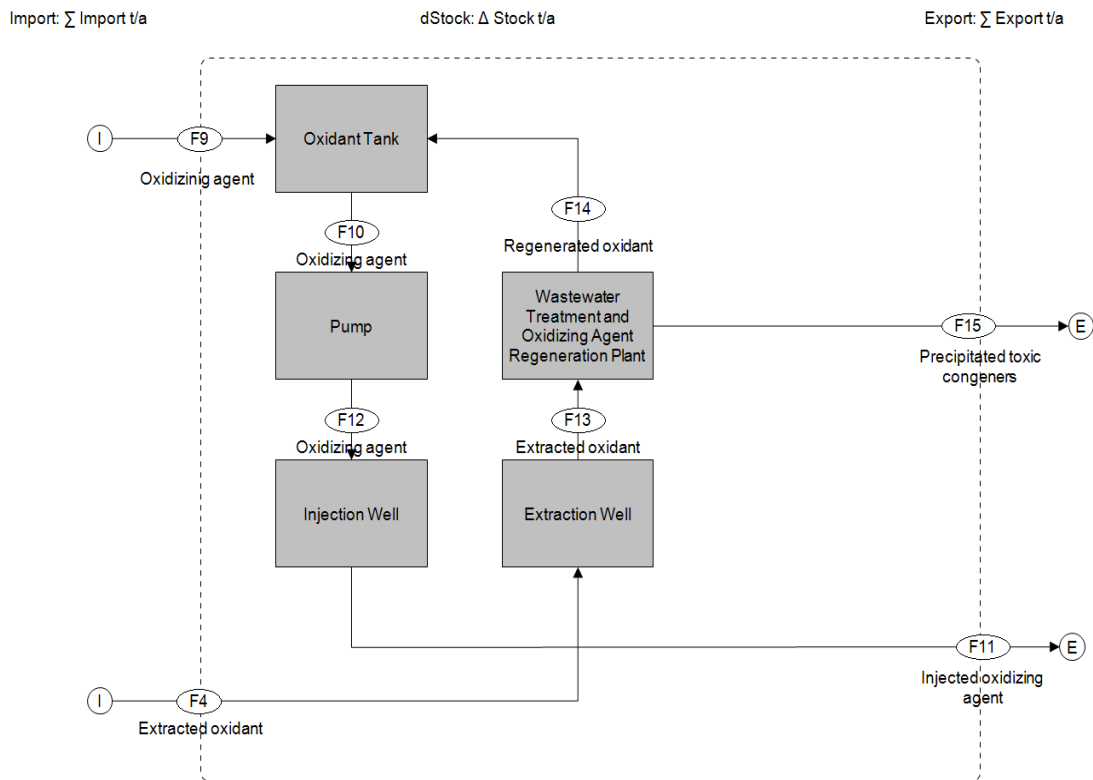 Import: ∑ Import t/a
dStock: Δ Stock t/a
Export: ∑ Export t/a
I
F9
Oxidizinig agent
Oxidant Tank
F14
Regenerated oxidant
F10
Oxidizing agent
Pump
Wastewater
Treatment and
Oxidizing Agent
Regeneration Plant
F15
E
Precipitated toxic
congeners
F12
Oxidizing agent
F13
Extracted oxidant
Injection Well
Extraction Well
F11
E
Injected oxidizing
agent
I
F4
Extracted oxidant